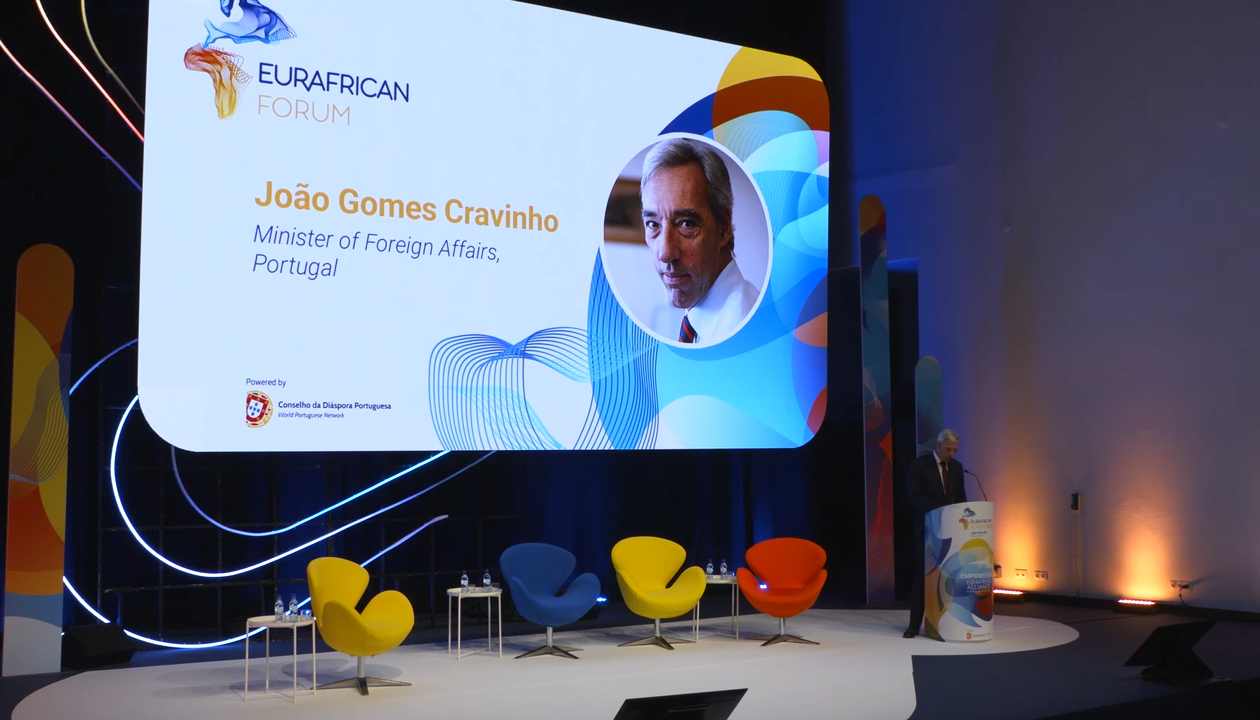 EURAFRICAN
FORUM
João Gomes Cravinho
Minister of Foreign Affairs,
Portugal
Powered by
Conselho da Diáspora Portuguesa
World Portuguese Network
EURAFRICAN